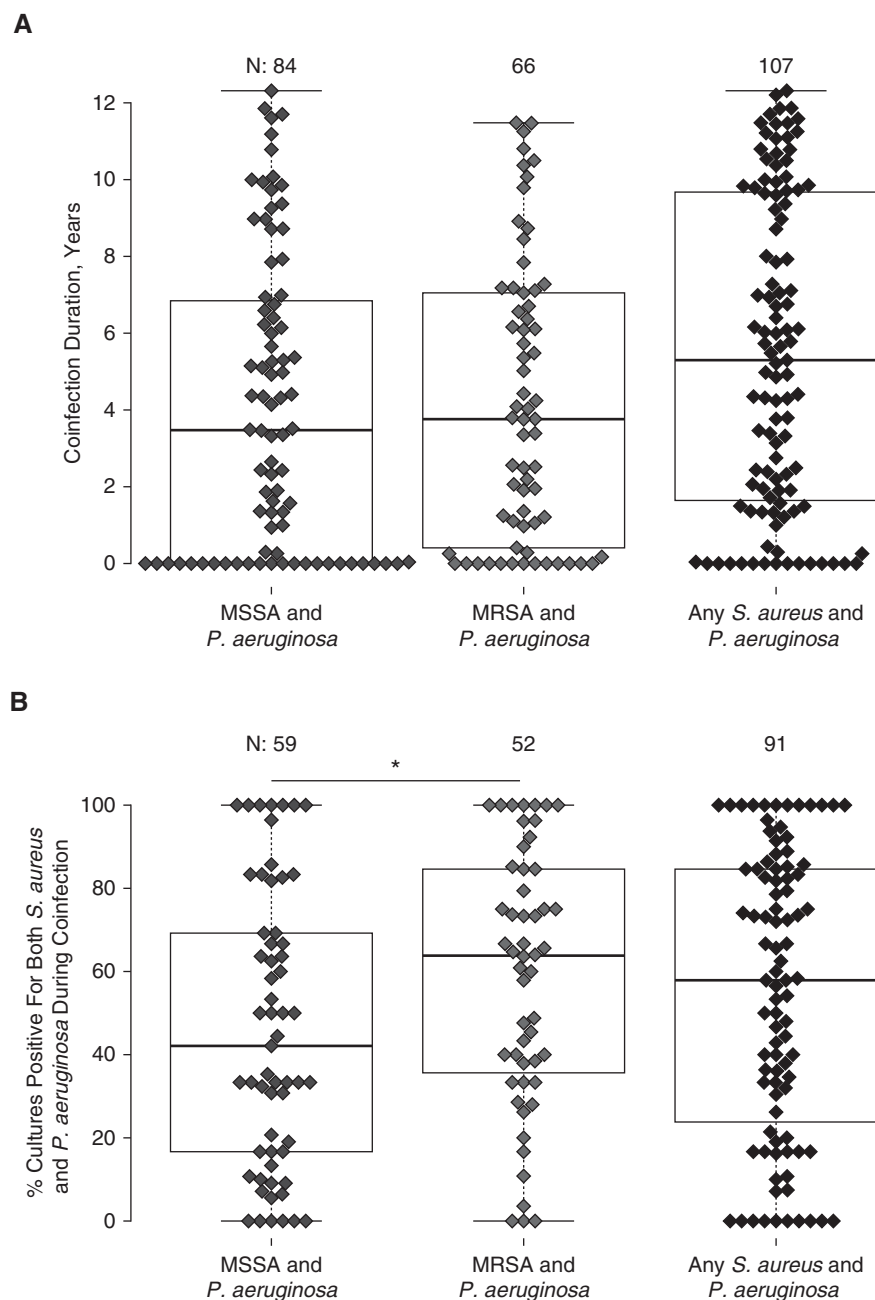 A
N: 84 66 107
12
10
8
6
4
2
0
Coinfection Duration, Years
MSSA and
P. aeruginosa
MRSA and
P. aeruginosa
Any S. aureus and
P. aeruginosa
B
N: 59 52 91
*
100
80
60
40
20
0
% Cultures Positive For Both S. aureus
and P. aeruginosa During Coinfection
MSSA and
P. aeruginosa
MRSA and
P. aeruginosa
Any S. aureus and
P. aeruginosa